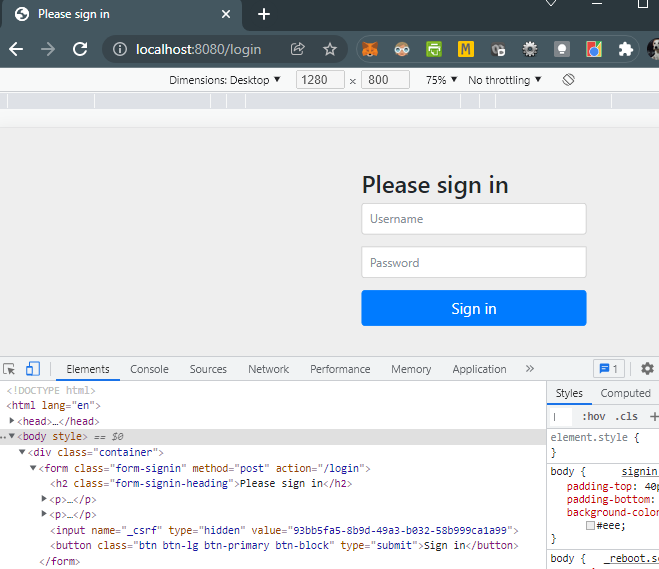 Please sign in
localhost:8080/login
Dimensions: Desktop ▼ 1280 × 800 75% ▼ No throttling ▼
Please sign in
Username
Password
Sign in
Elements Console Sources Network Performance Memory Application » 1
<!DOCTYPE html>
<html lang="en">
▶<head>…</head>
…▼<body style> == $0
▼<div class="container">
▼<form class="form-signin" method="post" action="/login">
<h2 class="form-signin-heading">Please sign in</h2>
▶<p>…</p>
▶<p>…</p>
<input name="_csrf" type="hidden" value="93bb5fa5-8b9d-49a3-b032-58b999ca1a99">
<button class="btn btn-lg btn-primary btn-block" type="submit">Sign in</button>
</form>
Styles Computed
:hov .cls +
element.style {
}
body { signin
padding-top: 40p
padding-bottom:
background-color
#eee;
}
body { _reboot.sc